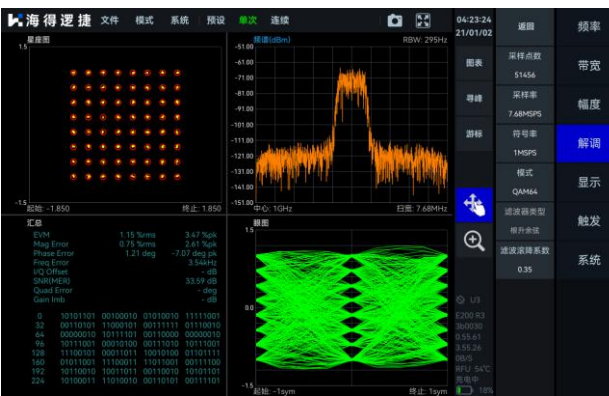 海得逻捷 文件 模式 系统 预设 单次 连续
04:23:24
21/01/02
星座图
1.5
-1.5
起始: -1.850 终止: 1.850
频谱(dBm) RBW: 295Hz
-51.00
-61.00
-71.00
-81.00
-91.00
-101.00
-111.00
-121.00
-131.00
-141.00
-151.00
中心: 1GHz 扫宽: 7.68MHz
汇总
EVM 1.15 %rms 3.47 %pk
Mag Error 0.75 %rms 2.61 %pk
Phase Error 1.21 deg -7.07 deg pk
Freq Error 3.54kHz
I/Q Offset - dB
SNR(MER) 33.59 dB
Quad Error - deg
Gain Imb - dB
0 10101101 00100010 01010010 11111001
32 00110101 11000101 00111111 01110010
64 00000010 10111101 00110000 00000010
96 10111001 00010100 00111010 10111001
128 11100101 00011011 10010100 01101111
160 01011001 11100011 11011001 00111100
192 10110010 10011011 00110010 10101101
224 10100011 11010010 00110101 00111101
眼图
1.5
0.0
-1.5
起始: -1sym 终止: 1sym
图表
寻峰
游标
U3
E200 R3
3b0030
0.55.61
3.55.26
0B/5
RFU 54℃
充电中
18%
返回
采样点数
51456
采样率
7.68MSPS
符号率
1MSPS
模式
QAM64
滤波器类型
根升余弦
滤波滚降系数
0.35
频率
带宽
幅度
解调
显示
触发
系统